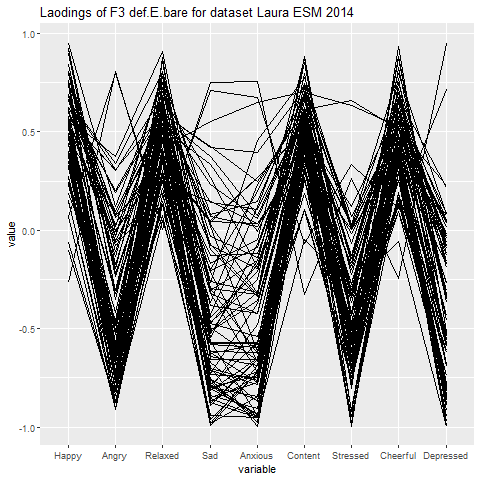 Laodings of F3 def.E.bare for dataset Laura ESM 2014
1.0
0.5
0.0
-0.5
-1.0
value
Happy Angry Relaxed Sad Anxious Content Stressed Cheerful Depressed
variable